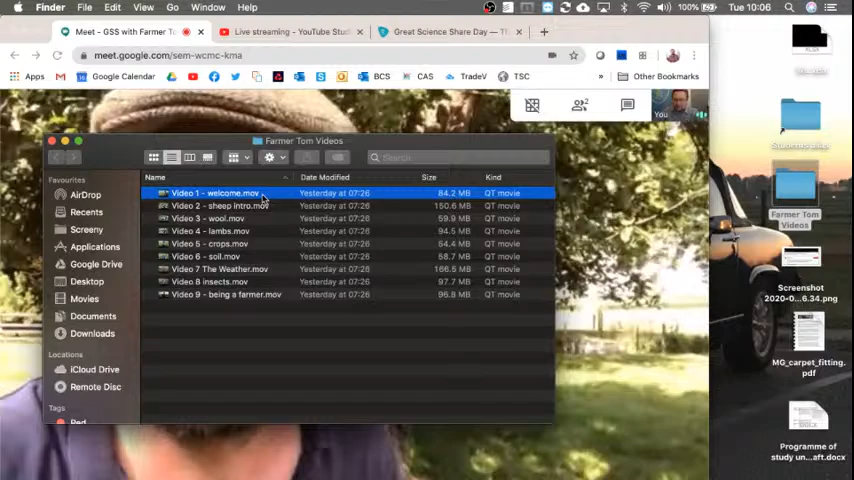 Finder File Edit View Go Window Help 100% Tue 10:06
Meet - GSS with Farmer T
Live streaming - YouTube Stud
Great Science Share Day — Th
meet.google.com/sem-wcmc-kma
Apps Google Calendar BCS CAS TradeV TSC » Other Bookmarks
2
You
Farmer Tom Videos
Search
Name Date Modified Size Kind
Video 1 - welcome.mov Yesterday at 07:26 84.2 MB QT movie
Video 2 - sheep intro.mov Yesterday at 07:26 150.6 MB QT movie
Video 3 - wool.mov Yesterday at 07:26 59.9 MB QT movie
Video 4 - lambs.mov Yesterday at 07:26 94.5 MB QT movie
Video 5 - crops.mov Yesterday at 07:26 54.4 MB QT movie
Video 6 - soil.mov Yesterday at 07:26 58.7 MB QT movie
Video 7 The Weather.mov Yesterday at 07:26 166.5 MB QT movie
Video 8 insects.mov Yesterday at 07:26 97.7 MB QT movie
Video 9 - being a farmer.mov Yesterday at 07:26 96.8 MB QT movie
Favourites
AirDrop
Recents
Screeny
Applications
Google Drive
Desktop
Movies
Documents
Downloads
Locations
iCloud Drive
Remote Disc
Tags
Red
XLSX
Farmer Tom
Videos
Screenshot
2020-0...6.34.png
MG_carpet_fitting.
pdf
DOCX
Programme of
study un...aft.docx